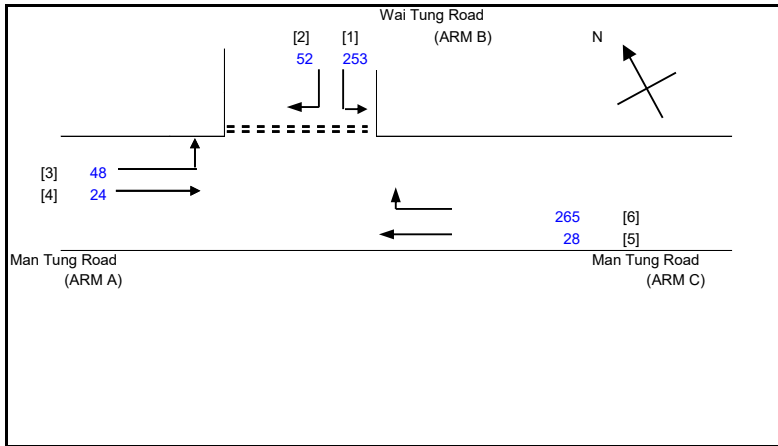 Wai Tung Road
[2] [1] (ARM B) N
52 253
[3] 48
[4] 24
265 [6]
28 [5]
Man Tung Road Man Tung Road
(ARM A) (ARM C)